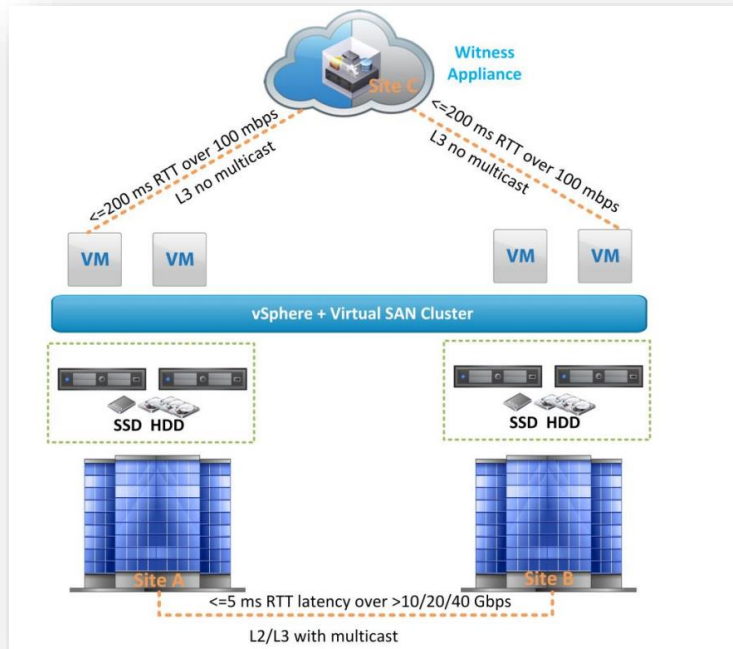 Witness
Appliance
Site C
<=200 ms RTT over 100 mbps
L3 no multicast
<=200 ms RTT over 100 mbps
L3 no multicast
VM
VM
VM
VM
vSphere + Virtual SAN Cluster
SSD HDD
SSD HDD
Site A
Site B
<=5 ms RTT latency over >10/20/40 Gbps
L2/L3 with multicast